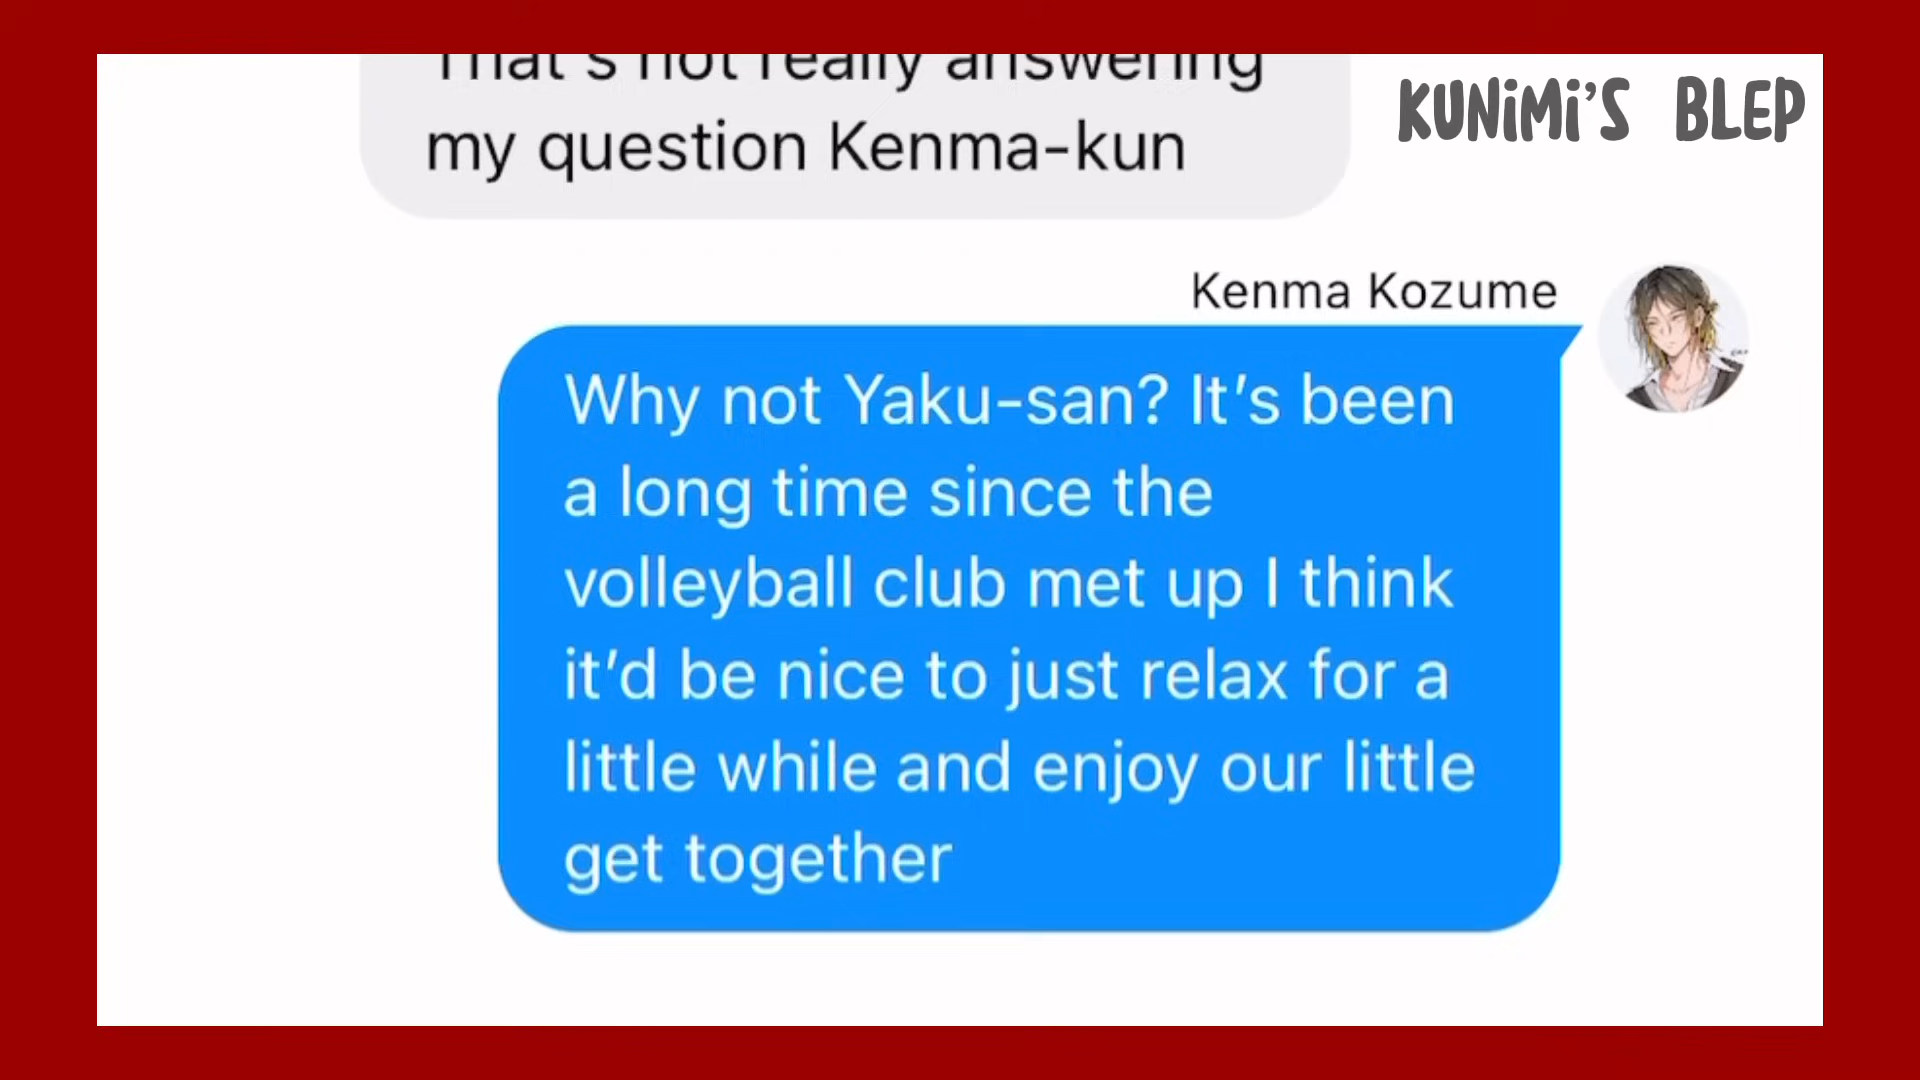 That's not really answering
my question Kenma-kun
KUNiMi'S BLEP
Kenma Kozume
Why not Yaku-san? It's been
a long time since the
volleyball club met up I think
it'd be nice to just relax for a
little while and enjoy our little
get together